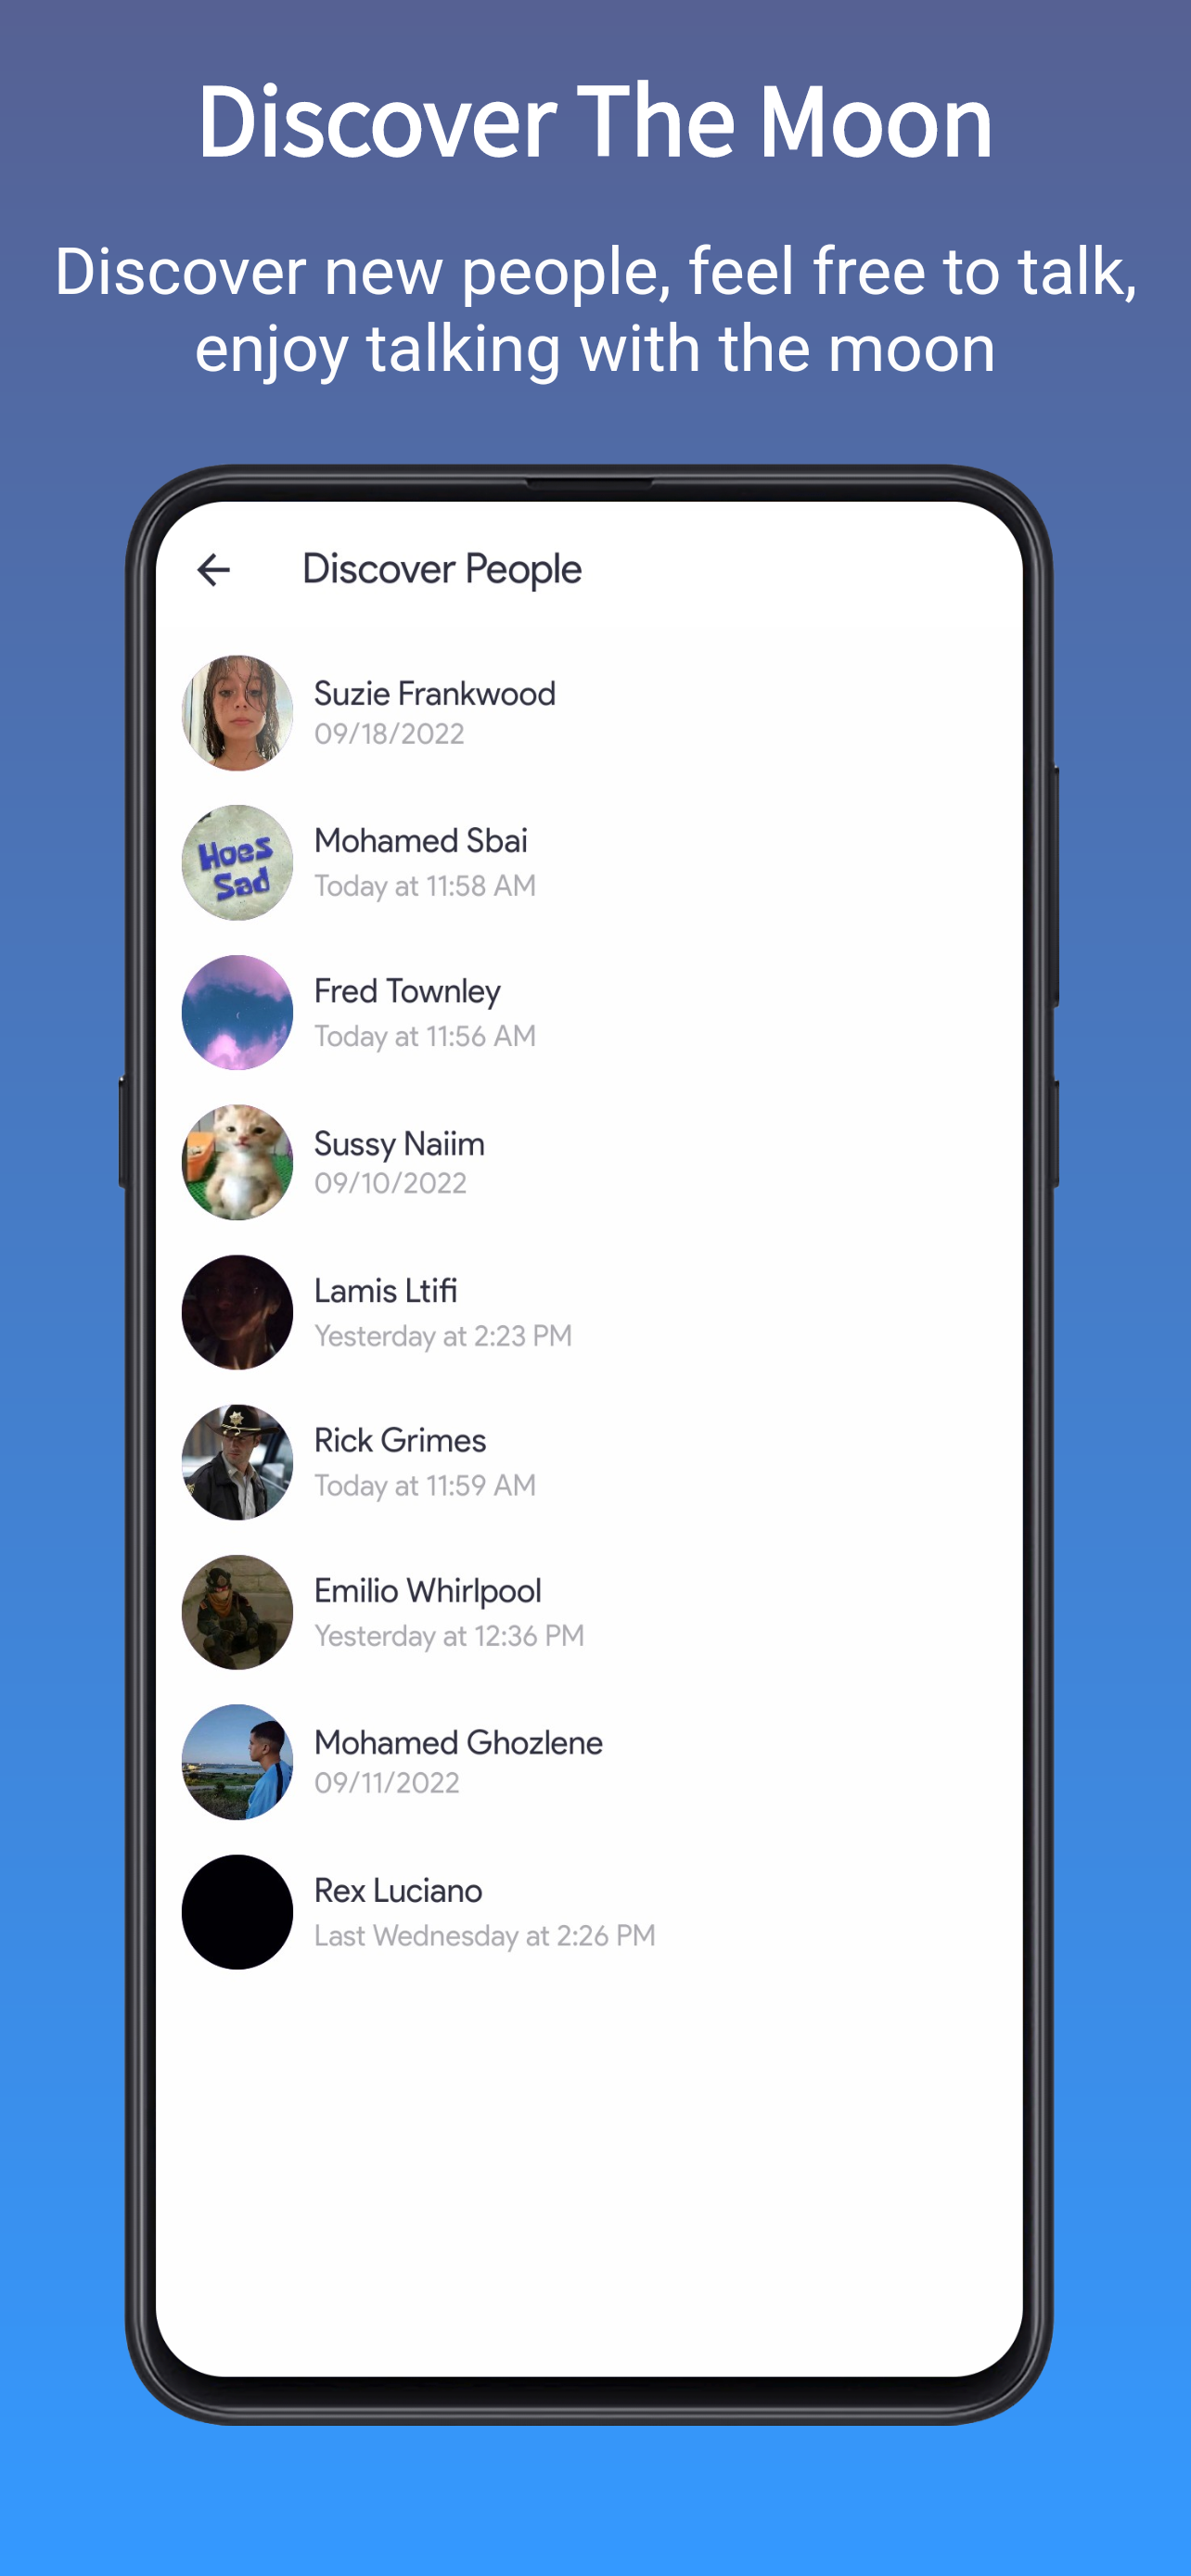 Discover The Moon
Discover new people, feel free to talk,
enjoy talking with the moon
Discover People
Suzie Frankwood
09/18/2022
Hoes
Sad
Mohamed Sbai
Today at 11:58 AM
Fred Townley
Today at 11:56 AM
Sussy Naiim
09/10/2022
Lamis Ltifi
Yesterday at 2:23 PM
Rick Grimes
Today at 11:59 AM
Emilio Whirlpool
Yesterday at 12:36 PM
Mohamed Ghozlene
09/11/2022
Rex Luciano
Last Wednesday at 2:26 PM